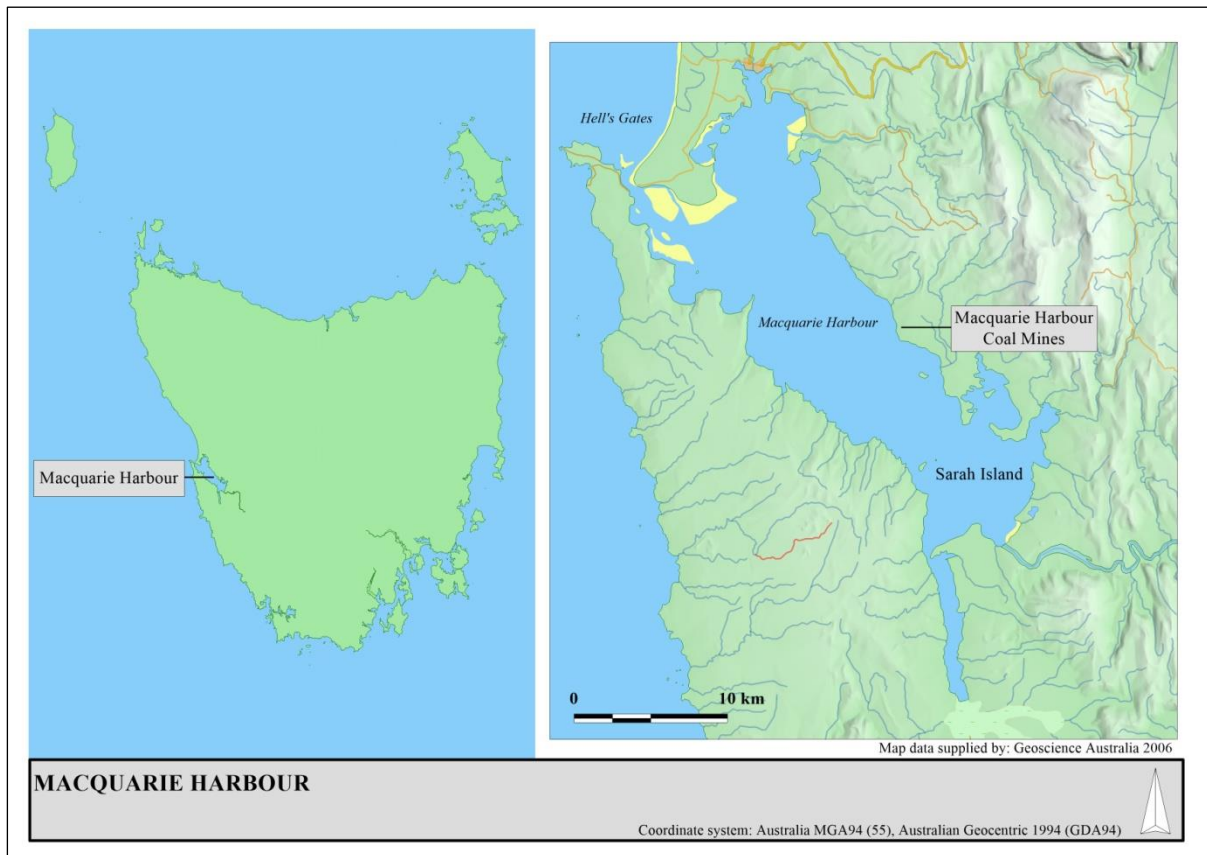 Macquarie Harbour
Hell's Gates
Macquarie Harbour
Macquarie Harbour
Coal Mines
Sarah Island
0 10 km
Map data supplied by: Geoscience Australia 2006
MACQUARIE HARBOUR
Coordinate system: Australia MGA94 (55), Australian Geocentric 1994 (GDA94)